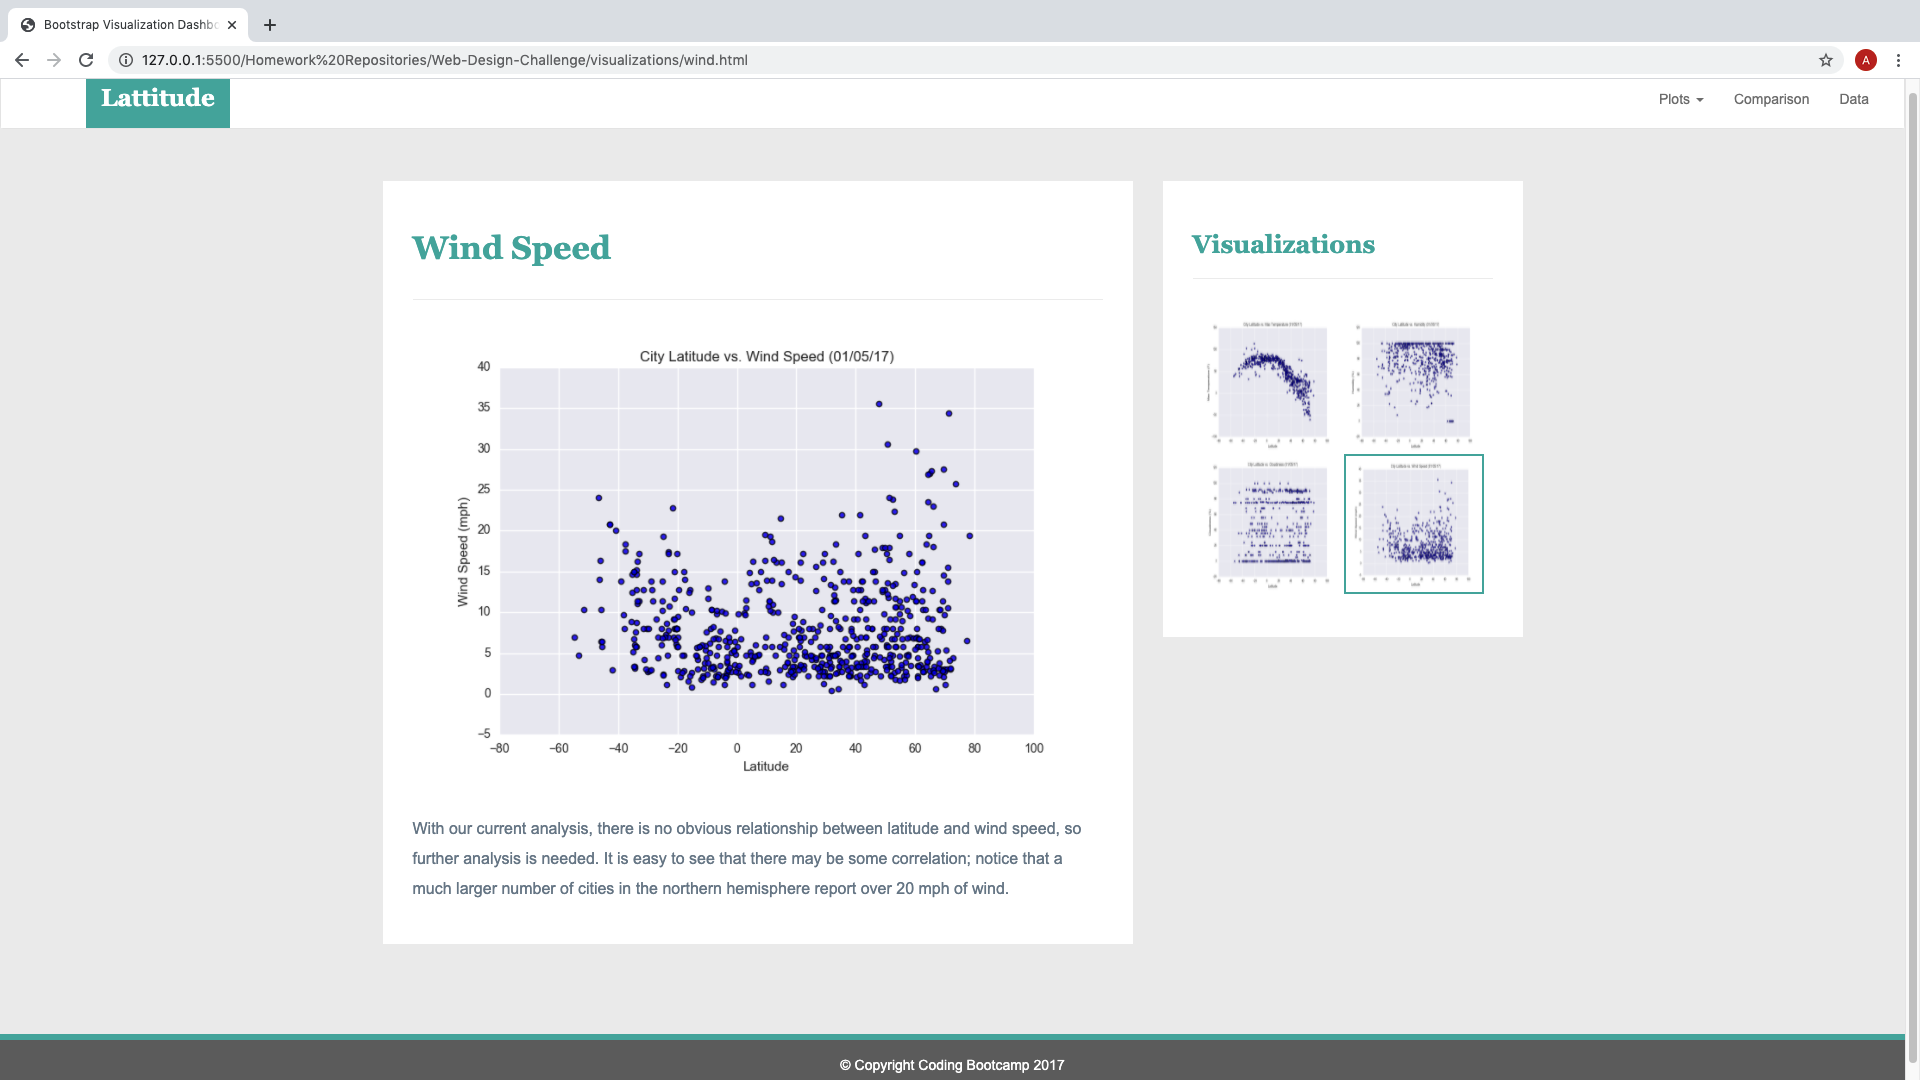 Bootstrap Visualization Dashbo
127.0.0.1:5500/Homework%20Repositories/Web-Design-Challenge/visualizations/wind.html
A
Lattitude
Plots
Comparison
Data
Wind Speed
City Latitude vs. Wind Speed (01/05/17)
Wind Speed (mph)
40
35
30
25
20
15
10
5
0
−5
−80 −60 −40 −20 0 20 40 60 80 100
Latitude
With our current analysis, there is no obvious relationship between latitude and wind speed, so
further analysis is needed. It is easy to see that there may be some correlation; notice that a
much larger number of cities in the northern hemisphere report over 20 mph of wind.
Visualizations
© Copyright Coding Bootcamp 2017